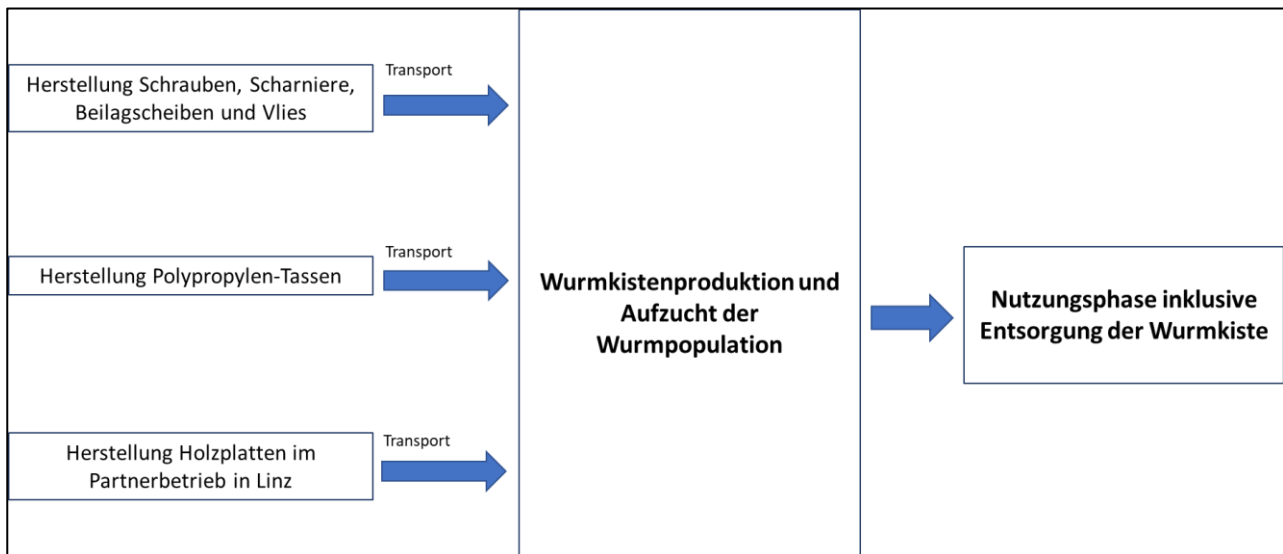 Herstellung Schrauben, Scharniere,
Beilagscheiben und Vlies
Transport
Herstellung Polypropylen-Tassen
Transport
Herstellung Holzplatten im
Partnerbetrieb in Linz
Transport
Wurmkistenproduktion und
Aufzucht der
Wurmpopulation
Nutzungsphase inklusive
Entsorgung der Wurmkiste